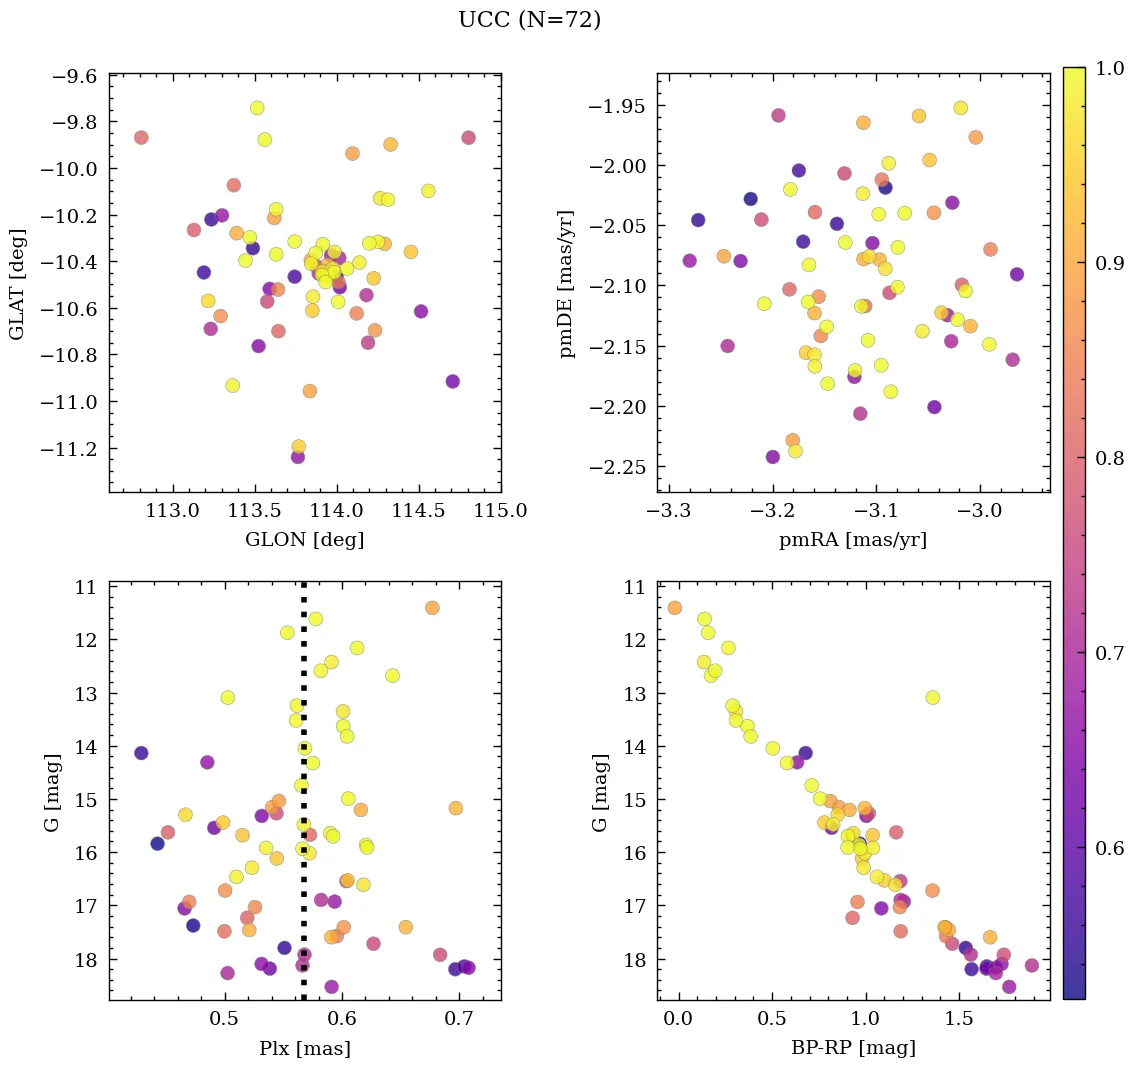 UCC (N=72)
−9.6
−9.8
−10.0
−10.2
−10.4
−10.6
−10.8
−11.0
−11.2
GLAT [deg]
113.0 113.5 114.0 114.5 115.0
GLON [deg]
−1.95
−2.00
−2.05
−2.10
−2.15
−2.20
−2.25
pmDE [mas/yr]
−3.3 −3.2 −3.1 −3.0
pmRA [mas/yr]
1.0
0.9
0.8
0.7
0.6
11
12
13
14
15
16
17
18
G [mag]
0.5 0.6 0.7
Plx [mas]
11
12
13
14
15
16
17
18
G [mag]
0.0 0.5 1.0 1.5
BP-RP [mag]